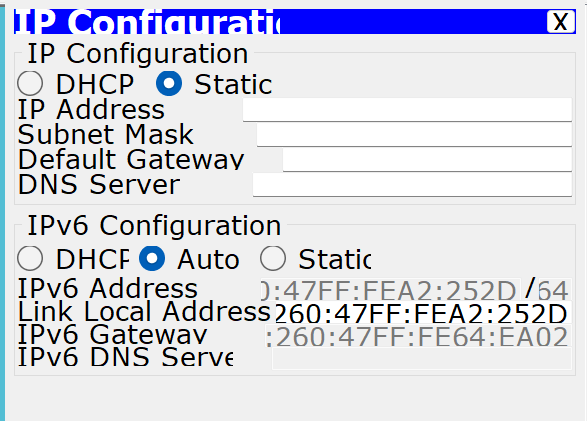 IP Configuration X
IP Configuration
DHCP Static
IP Address
Subnet Mask
Default Gateway
DNS Server
IPv6 Configuration
DHCP Auto Static
IPv6 Address :47FF:FEA2:252D /64
Link Local Address 260:47FF:FEA2:252D
IPv6 Gateway :260:47FF:FE64:EA02
IPv6 DNS Serve